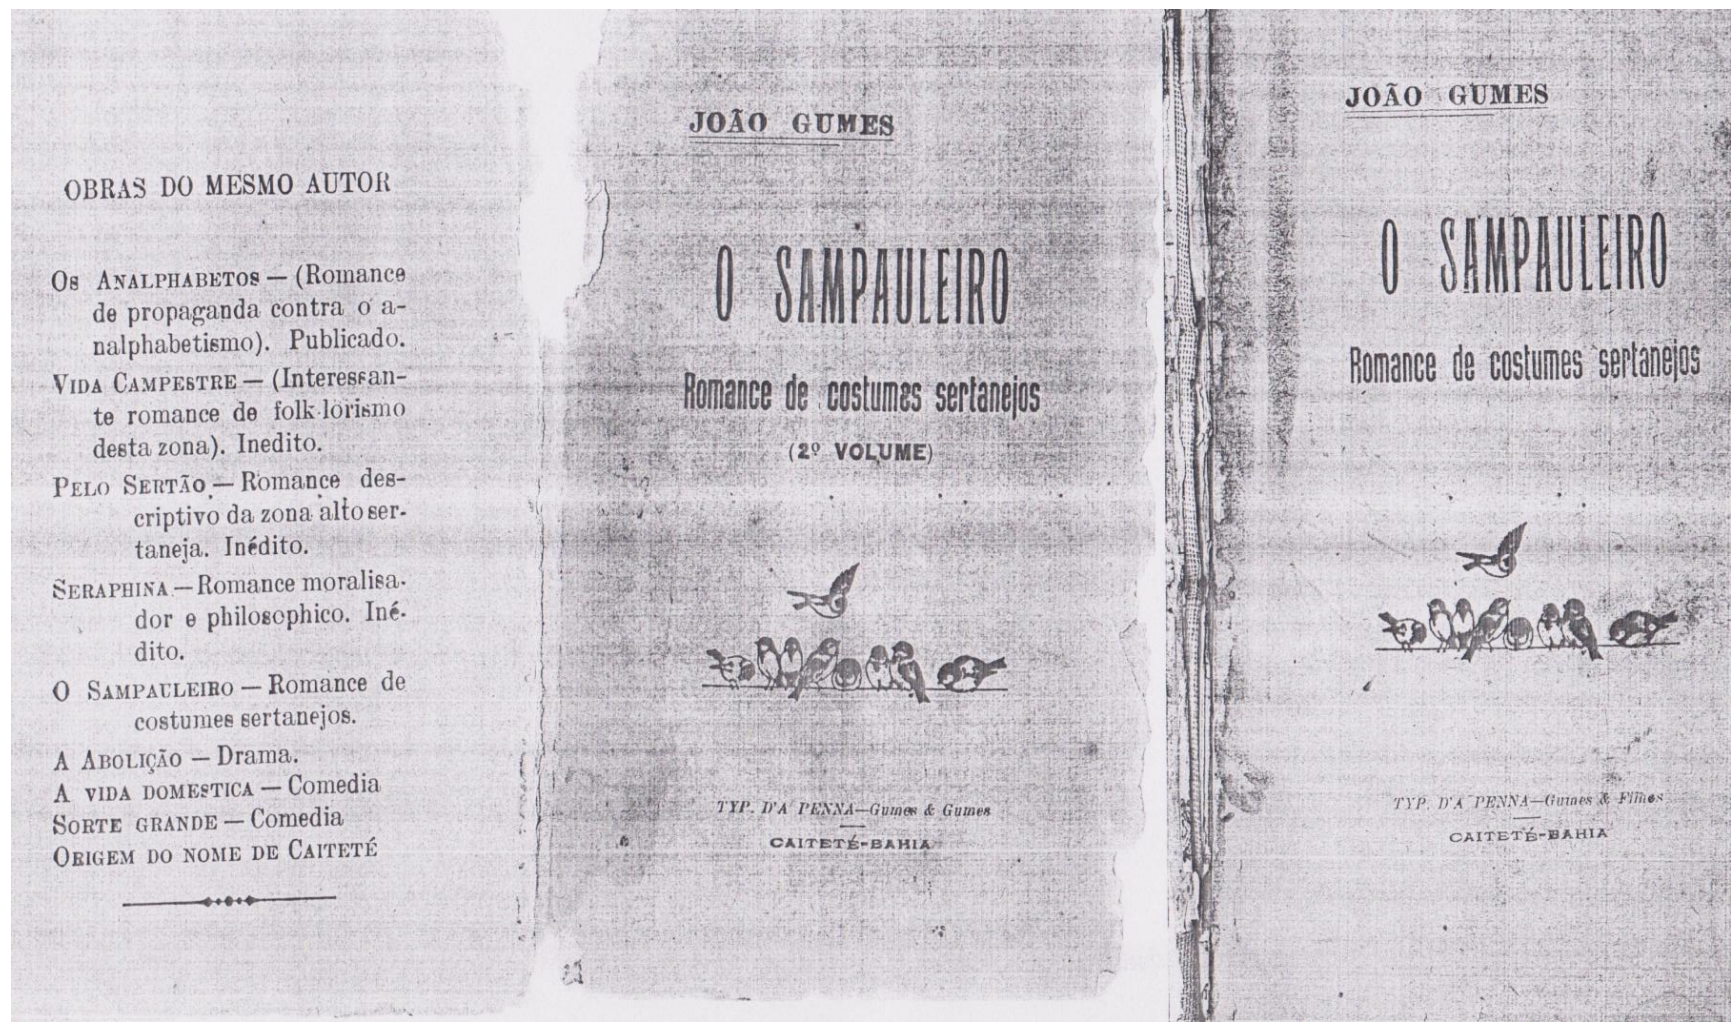 OBRAS DO MESMO AUTOR
Os Analphabetos — (Romance
de propaganda contra o a-
nalphabetismo). Publicado.
Vida Campestre — (Interessan-
te romance de folk-lorismo
desta zona). Inedito.
Pelo Sertão — Romance des-
criptivo da zona alto ser-
taneja. Inédito.
Seraphina — Romance moralisa-
dor e philosophico. Iné-
dito.
O Sampauleiro — Romance de
costumes sertanejos.
A Abolição — Drama.
A vida domestica — Comedia
Sorte grande — Comedia
Origem do nome de Caiteté
JOÃO GUMES
O SAMPAULEIRO
Romance de costumes sertanejos
(2º VOLUME)
TYP. D'A PENNA—Gumes & Gumes
CAITETÉ-BAHIA
JOÃO GUMES
O SAMPAULEIRO
Romance de costumes sertanejos
TYP. D'A PENNA—Gumes & Filhos
CAITETÉ-BAHIA